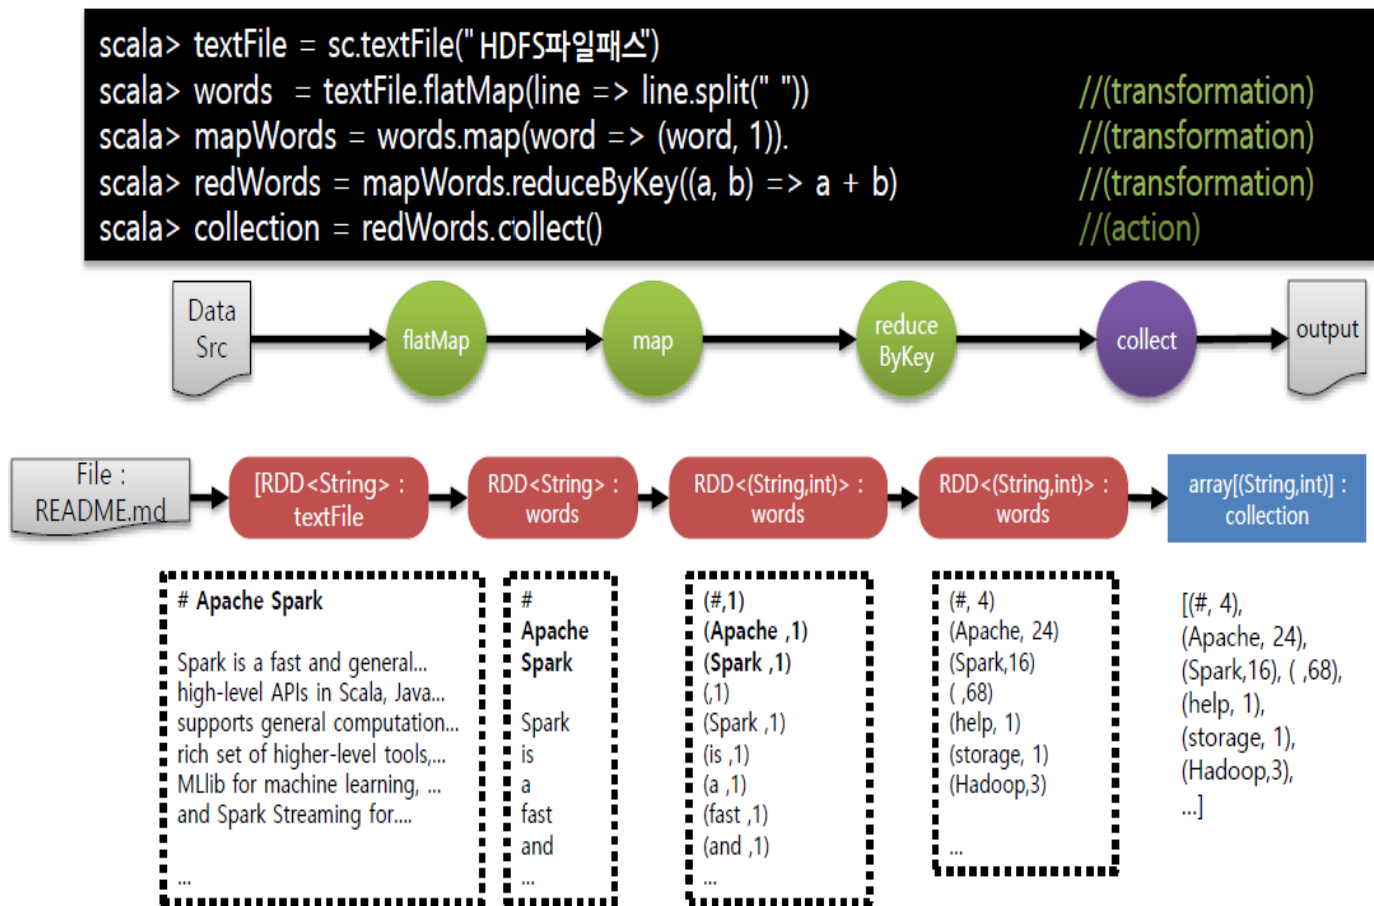 scala> textFile = sc.textFile("HDFS파일패스")
scala> words = textFile.flatMap(line => line.split(" ")) //(transformation)
scala> mapWords = words.map(word => (word, 1)). //(transformation)
scala> redWords = mapWords.reduceByKey((a, b) => a + b) //(transformation)
scala> collection = redWords.collect() //(action)
Data
Src
flatMap
map
reduce
ByKey
collect
output
File :
README.md
[RDD<String> :
textFile
RDD<String> :
words
RDD<(String,int)> :
words
RDD<(String,int)> :
words
array[(String,int)] :
collection
# Apache Spark
Spark is a fast and general...
high-level APIs in Scala, Java...
supports general computation...
rich set of higher-level tools,...
MLlib for machine learning, ...
and Spark Streaming for....
...
#
Apache
Spark
Spark
is
a
fast
and
...
(#,1)
(Apache ,1)
(Spark ,1)
(,1)
(Spark ,1)
(is ,1)
(a ,1)
(fast ,1)
(and ,1)
...
(#, 4)
(Apache, 24)
(Spark,16)
( ,68)
(help, 1)
(storage, 1)
(Hadoop,3)
...
[(#, 4),
(Apache, 24),
(Spark,16), ( ,68),
(help, 1),
(storage, 1),
(Hadoop,3),
...]